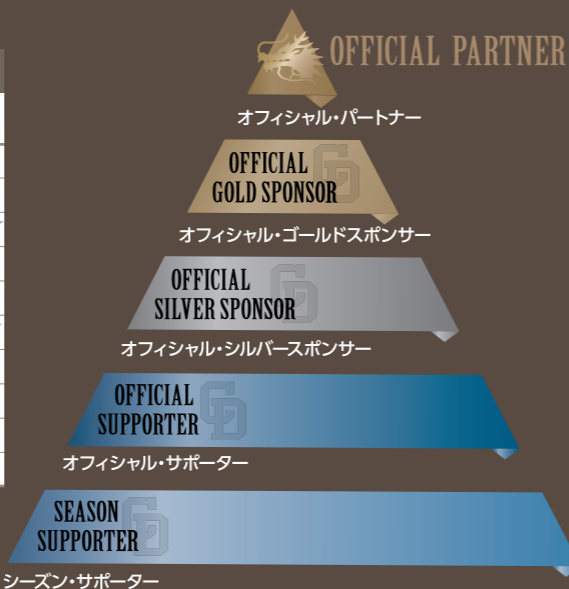 OFFICIAL PARTNER
オフィシャル・パートナー
OFFICIAL
GOLD SPONSOR
オフィシャル・ゴールドスポンサー
OFFICIAL
SILVER SPONSOR
オフィシャル・シルバースポンサー
OFFICIAL
SUPPORTER
オフィシャル・サポーター
SEASON
SUPPORTER
シーズン・サポーター